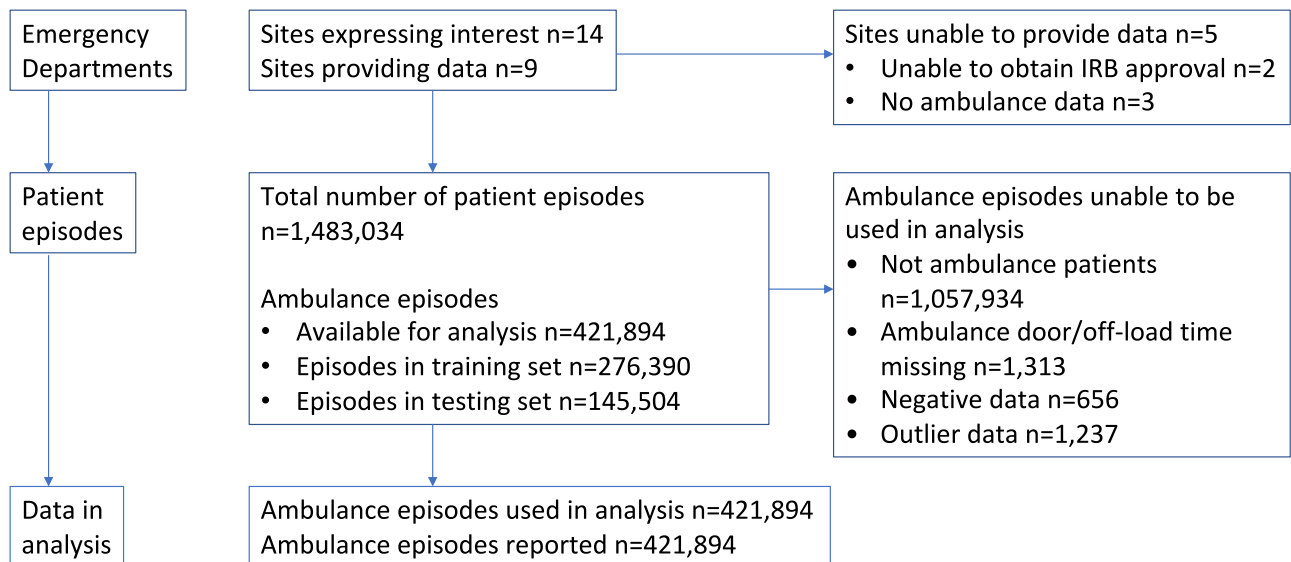 Emergency
Departments
Sites expressing interest n=14
Sites providing data n=9
Sites unable to provide data n=5
• Unable to obtain IRB approval n=2
• No ambulance data n=3
Patient
episodes
Total number of patient episodes
n=1,483,034
Ambulance episodes
• Available for analysis n=421,894
• Episodes in training set n=276,390
• Episodes in testing set n=145,504
Ambulance episodes unable to be
used in analysis
• Not ambulance patients
n=1,057,934
• Ambulance door/off-load time
missing n=1,313
• Negative data n=656
• Outlier data n=1,237
Data in
analysis
Ambulance episodes used in analysis n=421,894
Ambulance episodes reported n=421,894